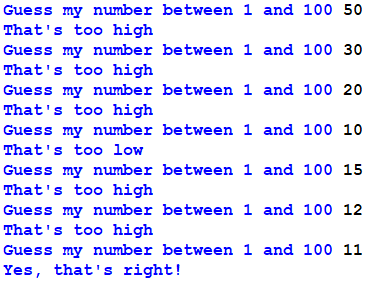 Guess my number between 1 and 100 50
That's too high
Guess my number between 1 and 100 30
That's too high
Guess my number between 1 and 100 20
That's too high
Guess my number between 1 and 100 10
That's too low
Guess my number between 1 and 100 15
That's too high
Guess my number between 1 and 100 12
That's too high
Guess my number between 1 and 100 11
Yes, that's right!